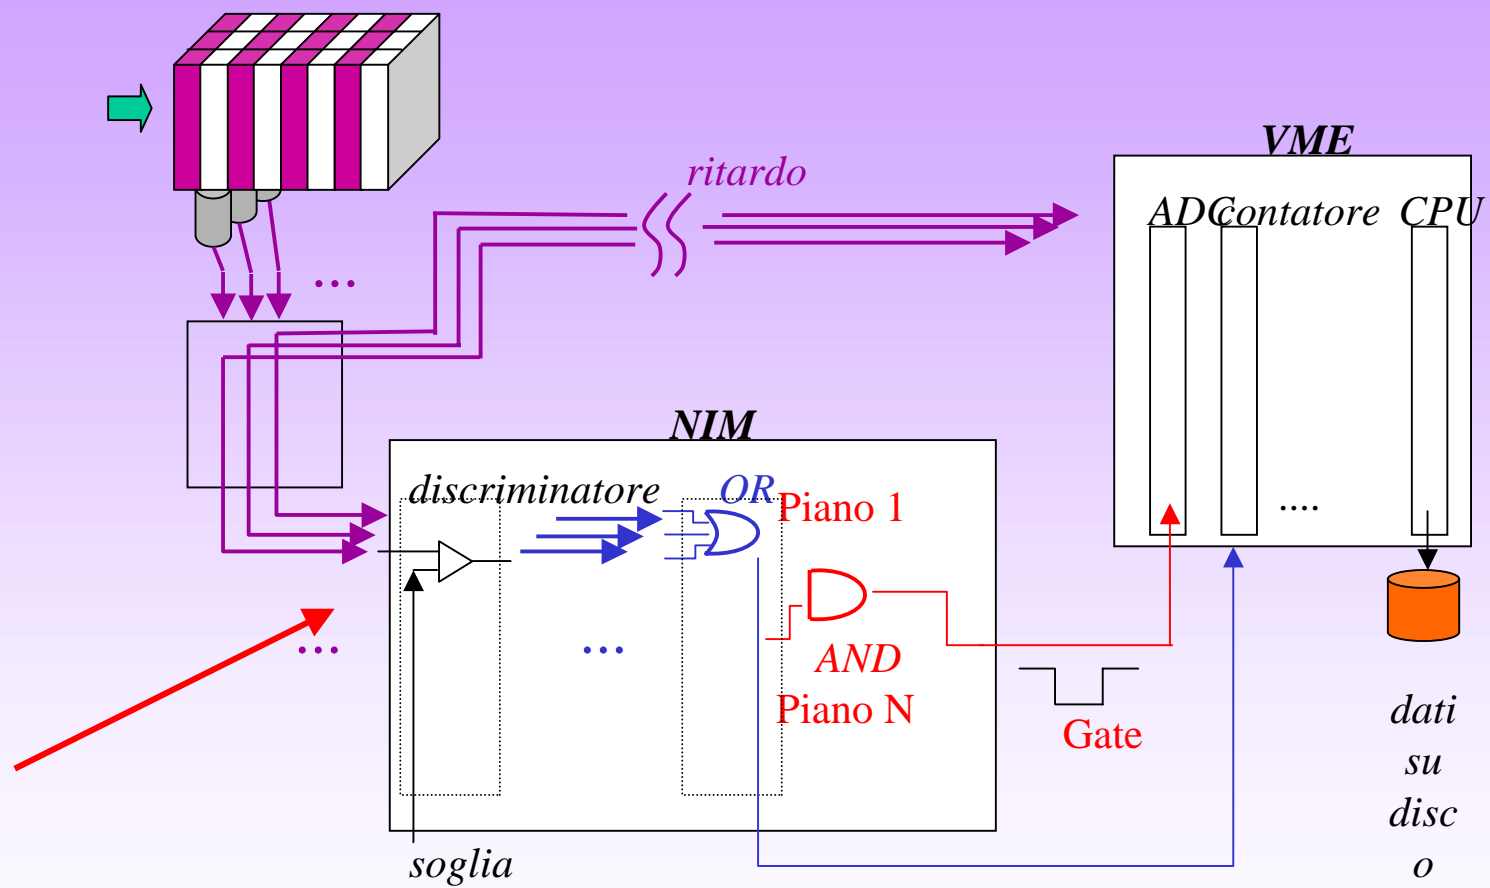 VME
ritardo
ADC
contatore
CPU
...
NIM
discriminatore
OR
Piano 1
....
...
...
AND
Piano N
Gate
dati
su
disc
o
soglia